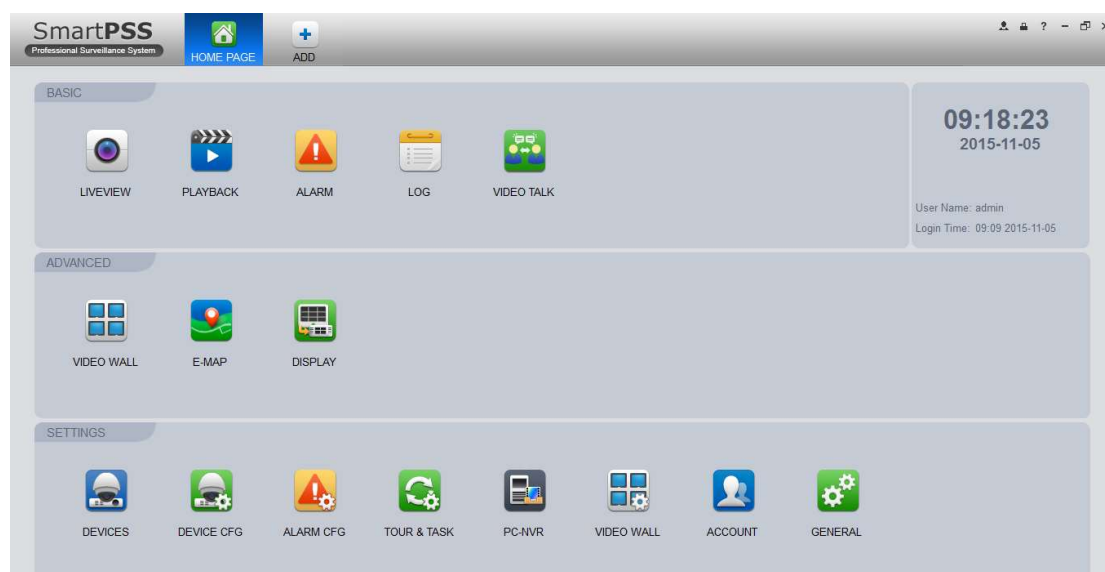 SmartPSS
Professional Surveillance System
HOME PAGE
ADD
?
BASIC
LIVEVIEW
PLAYBACK
ALARM
LOG
VIDEO TALK
09:18:23
2015-11-05
User Name: admin
Login Time: 09:09 2015-11-05
ADVANCED
VIDEO WALL
E-MAP
DISPLAY
SETTINGS
DEVICES
DEVICE CFG
ALARM CFG
TOUR & TASK
PC-NVR
VIDEO WALL
ACCOUNT
GENERAL